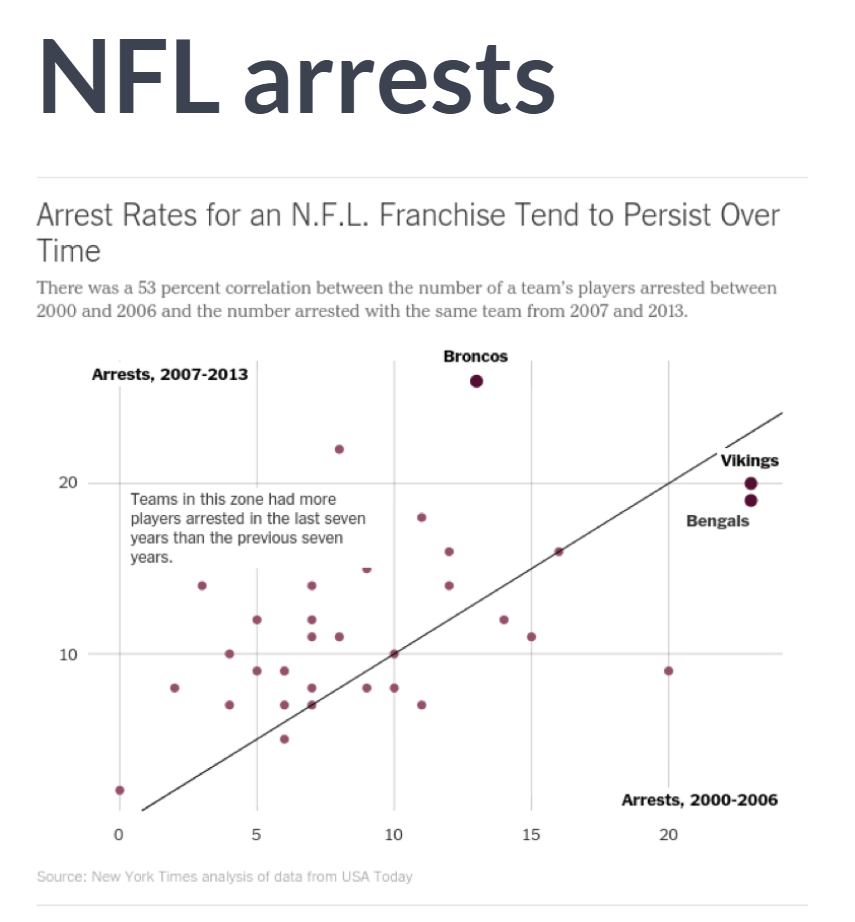 NFL arrests
Arrest Rates for an N.F.L. Franchise Tend to Persist Over
Time
There was a 53 percent correlation between the number of a team's players arrested between
2000 and 2006 and the number arrested with the same team from 2007 and 2013.
Broncos
Arrests, 2007-2013
Vikings
20
Teams in this zone had more
players arrested in the last seven
years than the previous seven
years.
Bengals
10
Arrests, 2000-2006
0 5 10 15 20
Source: New York Times analysis of data from USA Today